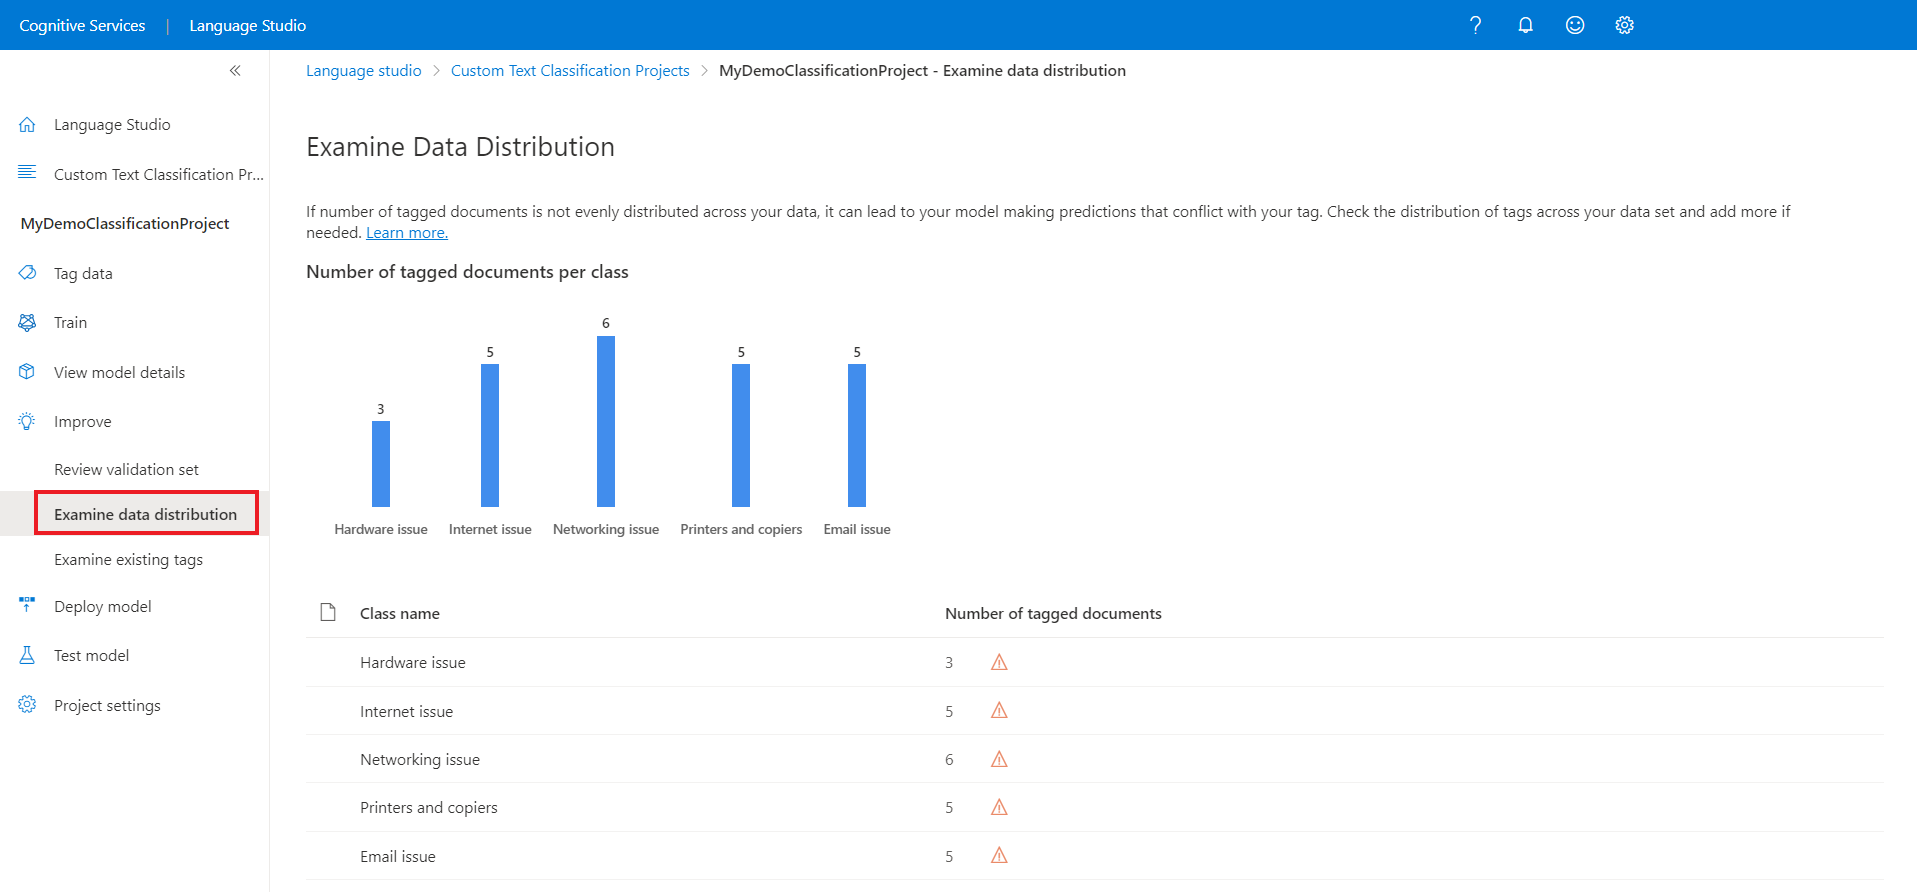 Cognitive Services | Language Studio
Language studio > Custom Text Classification Projects > MyDemoClassificationProject - Examine data distribution
Language Studio
Custom Text Classification Pr...
MyDemoClassificationProject
Tag data
Train
View model details
Improve
Review validation set
Examine data distribution
Examine existing tags
Deploy model
Test model
Project settings
Examine Data Distribution
If number of tagged documents is not evenly distributed across your data, it can lead to your model making predictions that conflict with your tag. Check the distribution of tags across your data set and add more if
needed. Learn more.
Number of tagged documents per class
3 5 6 5 5
Hardware issue Internet issue Networking issue Printers and copiers Email issue
Class name Number of tagged documents
Hardware issue 3
Internet issue 5
Networking issue 6
Printers and copiers 5
Email issue 5